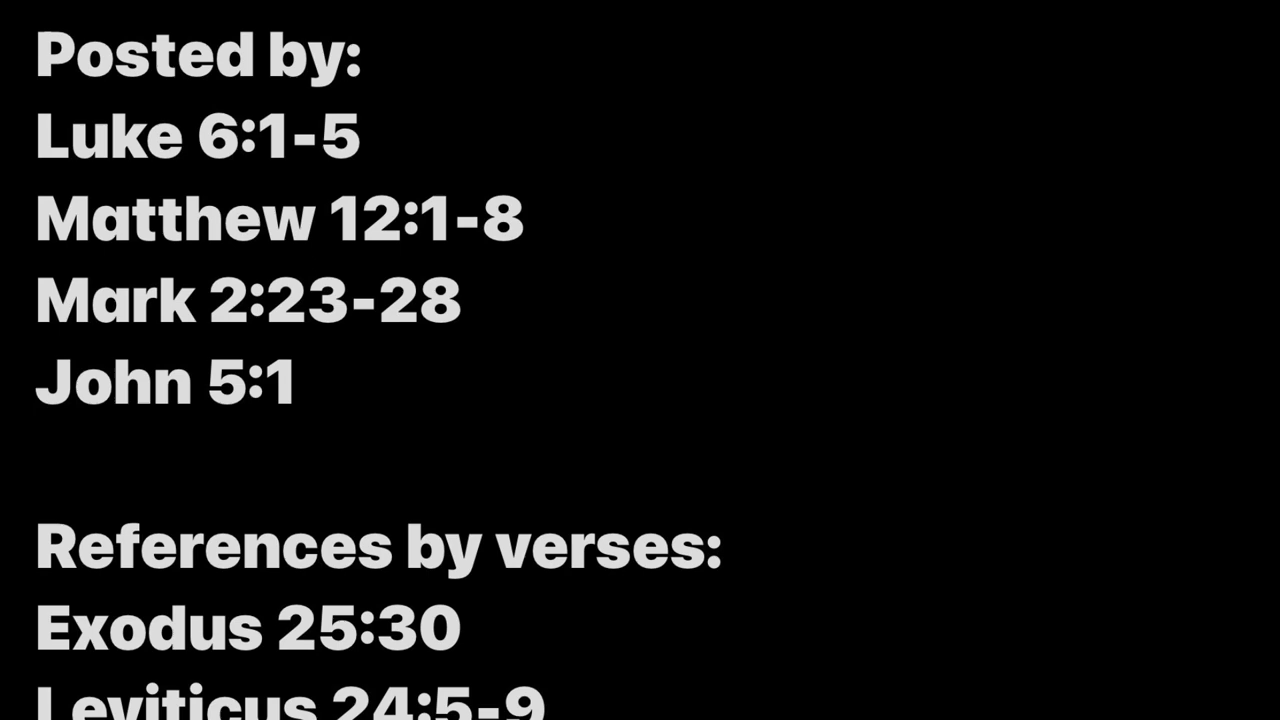 Posted by:
Luke 6:1-5
Matthew 12:1-8
Mark 2:23-28
John 5:1
References by verses:
Exodus 25:30
Leviticus 24:5-9